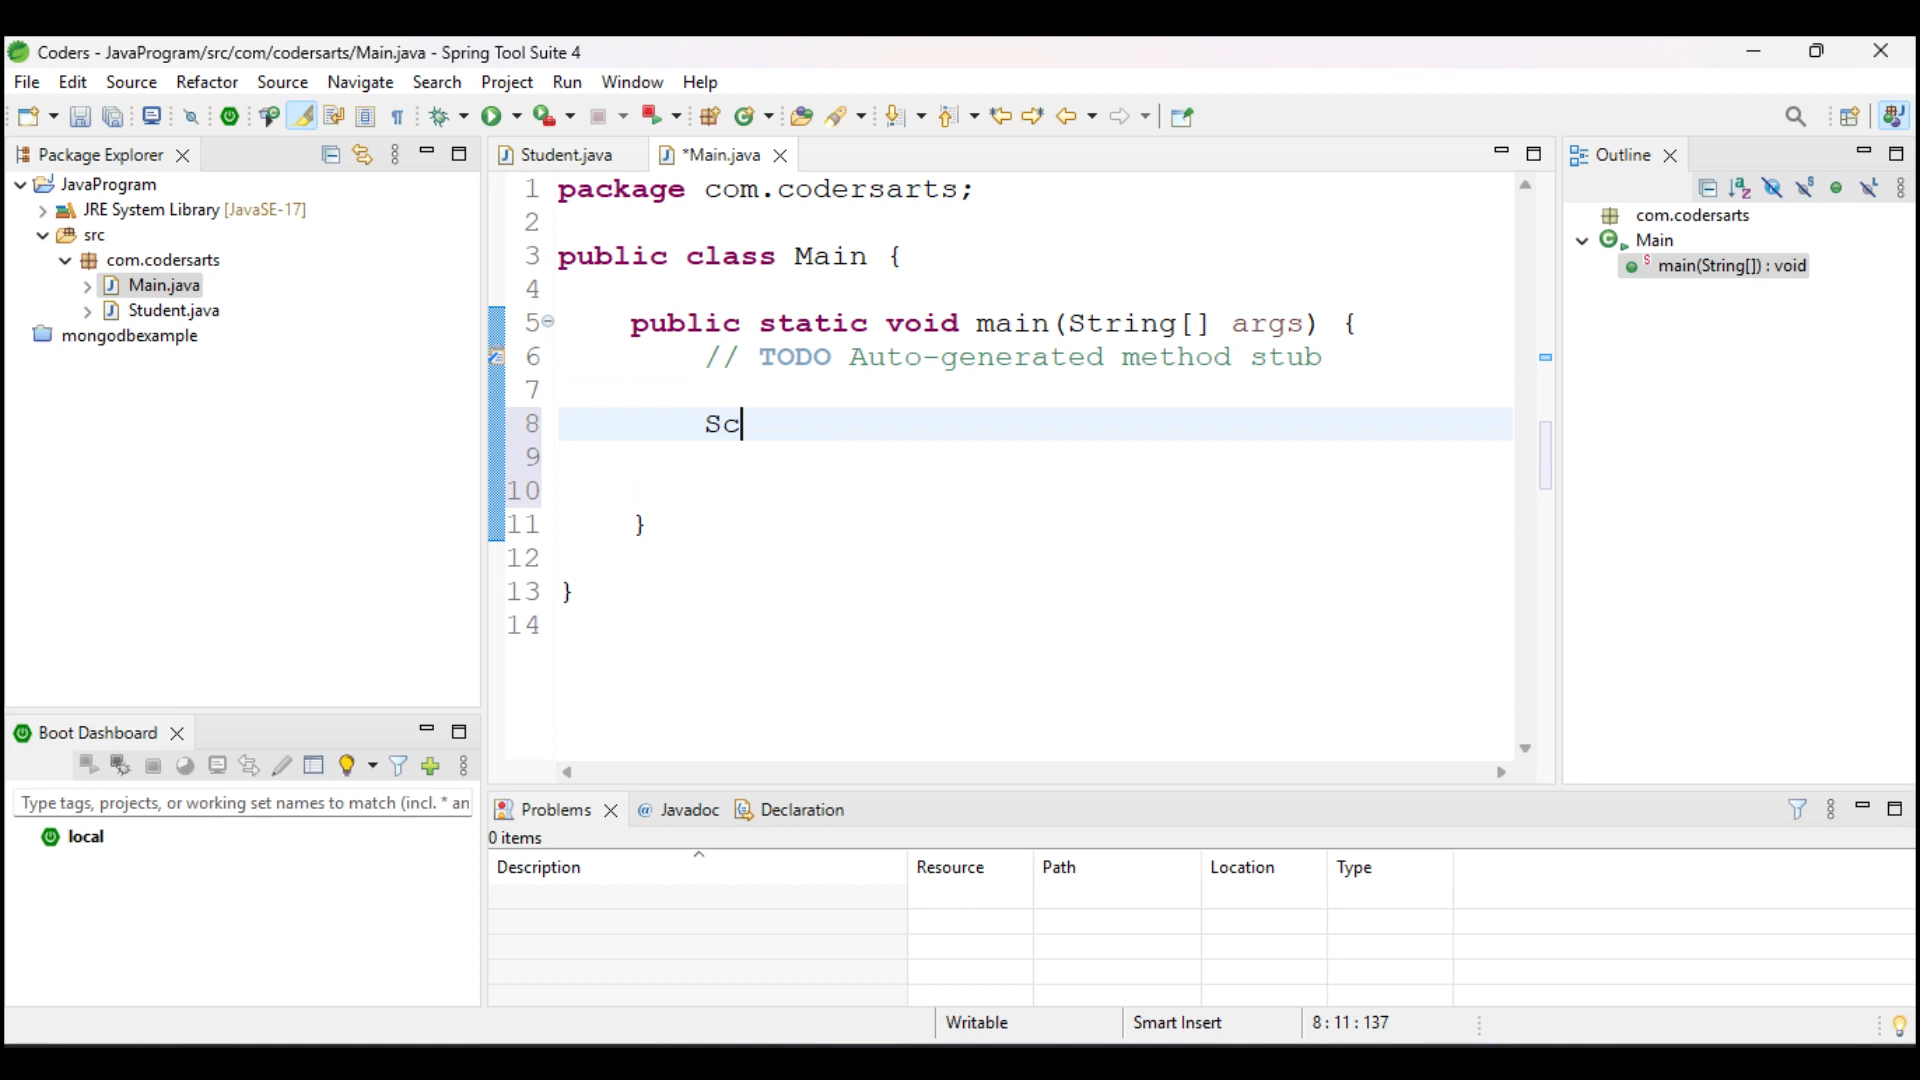 Coders - JavaProgram/src/com/codersarts/Main.java - Spring Tool Suite 4
File Edit Source Refactor Source Navigate Search Project Run Window Help
Package Explorer
JavaProgram
JRE System Library [JavaSE-17]
src
com.codersarts
Main.java
Student.java
mongodbexample
Student.java
*Main.java
1 package com.codersarts;
2
3 public class Main {
4
5 public static void main(String[] args) {
6 // TODO Auto-generated method stub
7
8 Sc
9
10
11 }
12
13 }
14
Outline
com.codersarts
Main
main(String[]) : void
Boot Dashboard
Type tags, projects, or working set names to match (incl. * an
local
Problems @ Javadoc Declaration
0 items
Description Resource Path Location Type
Writable Smart Insert 8 : 11 : 137